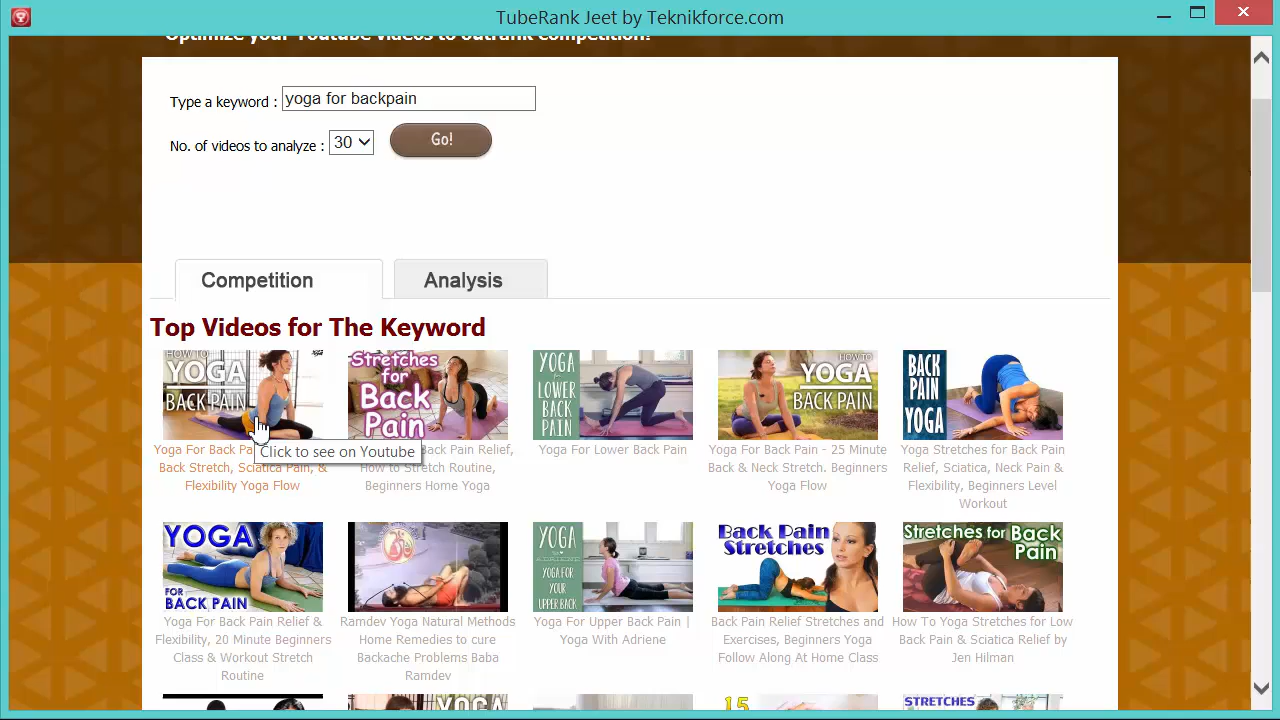 TubeRank Jeet by Teknikforce.com
Optimize your Youtube videos to outrank competition!
Type a keyword : yoga for backpain
No. of videos to analyze : 30 Go!
Competition Analysis
Top Videos for The Keyword
HOW TO
YOGA
BACK PAIN
Stretches
for
Back
Pain
YOGA
for
LOWER
BACK
PAIN
HOW TO
YOGA
BACK PAIN
BACK
PAIN
YOGA
Yoga For Back Pa
Back Stretch, Sciatica Pain, &
Flexibility Yoga Flow
Click to see on Youtube
Back Pain Relief,
How to Stretch Routine,
Beginners Home Yoga
Yoga For Lower Back Pain
Yoga For Back Pain - 25 Minute
Back & Neck Stretch. Beginners
Yoga Flow
Yoga Stretches for Back Pain
Relief, Sciatica, Neck Pain &
Flexibility, Beginners Level
Workout
YOGA
FOR
BACK PAIN
YOGA
YOGA
FOR YOUR
UPPER BACK
Back Pain
Stretches
Stretches for Back
Pain
Yoga For Back Pain Relief &
Flexibility, 20 Minute Beginners
Class & Workout Stretch
Routine
Ramdev Yoga Natural Methods
Home Remedies to cure
Backache Problems Baba
Ramdev
Yoga For Upper Back Pain |
Yoga With Adriene
Back Pain Relief Stretches and
Exercises, Beginners Yoga
Follow Along At Home Class
How To Yoga Stretches for Low
Back Pain & Sciatica Relief by
Jen Hilman
YOGA
15
STRETCHES